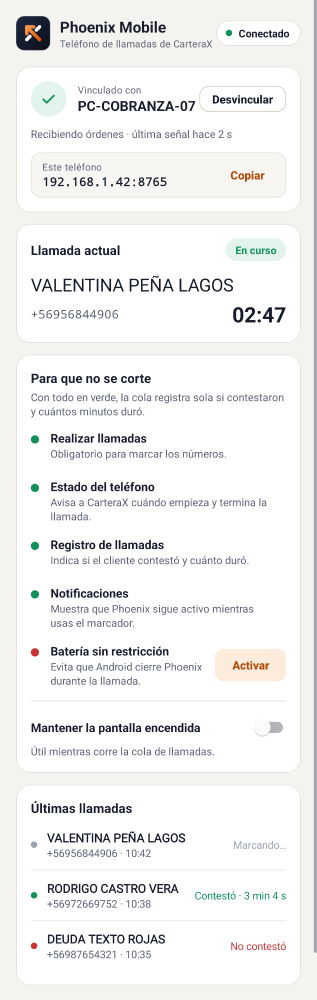 Phoenix Mobile
Teléfono de llamadas de CarteraX
Conectado
Vinculado con
PC-COBRANZA-07
Desvincular
Recibiendo órdenes · última señal hace 2 s
Este teléfono
192.168.1.42:8765
Copiar
Llamada actual
En curso
VALENTINA PEÑA LAGOS
+56956844906
02:47
Para que no se corte
Con todo en verde, la cola registra sola si contestaron
y cuántos minutos duró.
Realizar llamadas
Obligatorio para marcar los números.
Estado del teléfono
Avisa a CarteraX cuándo empieza y termina la
llamada.
Registro de llamadas
Indica si el cliente contestó y cuánto duró.
Notificaciones
Muestra que Phoenix sigue activo mientras
usas el marcador.
Batería sin restricción
Evita que Android cierre Phoenix
durante la llamada.
Activar
Mantener la pantalla encendida
Útil mientras corre la cola de llamadas.
Últimas llamadas
VALENTINA PEÑA LAGOS
+56956844906 · 10:42
Marcando…
RODRIGO CASTRO VERA
+56972669752 · 10:38
Contestó · 3 min 4 s
DEUDA TEXTO ROJAS
+56987654321 · 10:35
No contestó